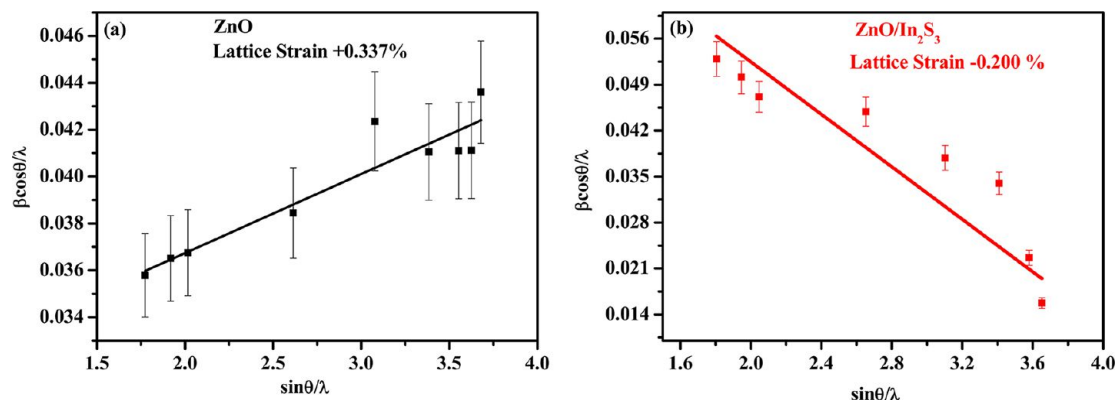 (a)
ZnO
Lattice Strain +0.337%
0.046
0.044
0.042
0.040
0.038
0.036
0.034
βcosθ/λ
1.5 2.0 2.5 3.0 3.5 4.0
sinθ/λ
(b)
ZnO/In₂S₃
Lattice Strain -0.200 %
0.056
0.049
0.042
0.035
0.028
0.021
0.014
βcosθ/λ
1.6 2.0 2.4 2.8 3.2 3.6 4.0
sinθ/λ